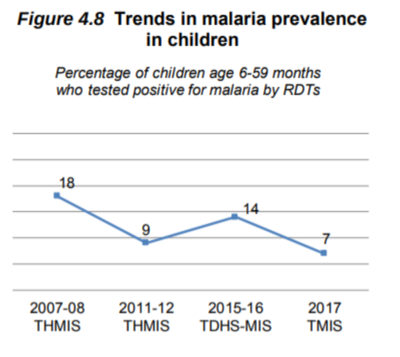 Figure 4.8 Trends in malaria prevalence
in children
Percentage of children age 6-59 months
who tested positive for malaria by RDTs
18
9
14
7
2007-08 2011-12 2015-16 2017
THMIS THMIS TDHS-MIS TMIS